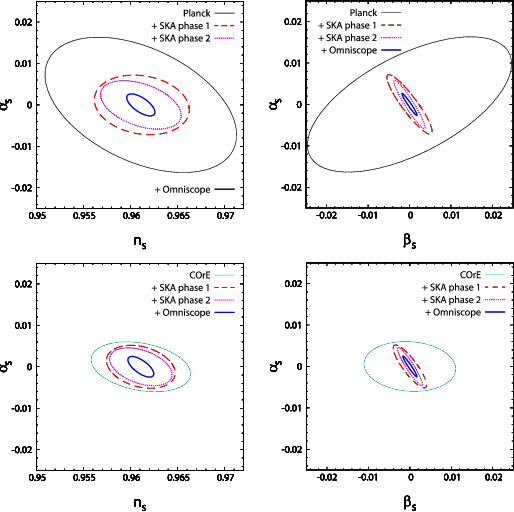 Planck
+ SKA phase 1
+ SKA phase 2
+ Omniscope
αs
0.02
0.01
0
-0.01
-0.02
0.95
0.955
0.96
0.965
0.97
ns
Planck
+ SKA phase 1
+ SKA phase 2
+ Omniscope
αs
0.02
0.01
0
-0.01
-0.02
-0.02
-0.01
0
0.01
0.02
βs
COrE
+ SKA phase 1
+ SKA phase 2
+ Omniscope
αs
0.02
0.01
0
-0.01
-0.02
0.95
0.955
0.96
0.965
0.97
ns
COrE
+ SKA phase 1
+ SKA phase 2
+ Omniscope
αs
0.02
0.01
0
-0.01
-0.02
-0.02
-0.01
0
0.01
0.02
βs